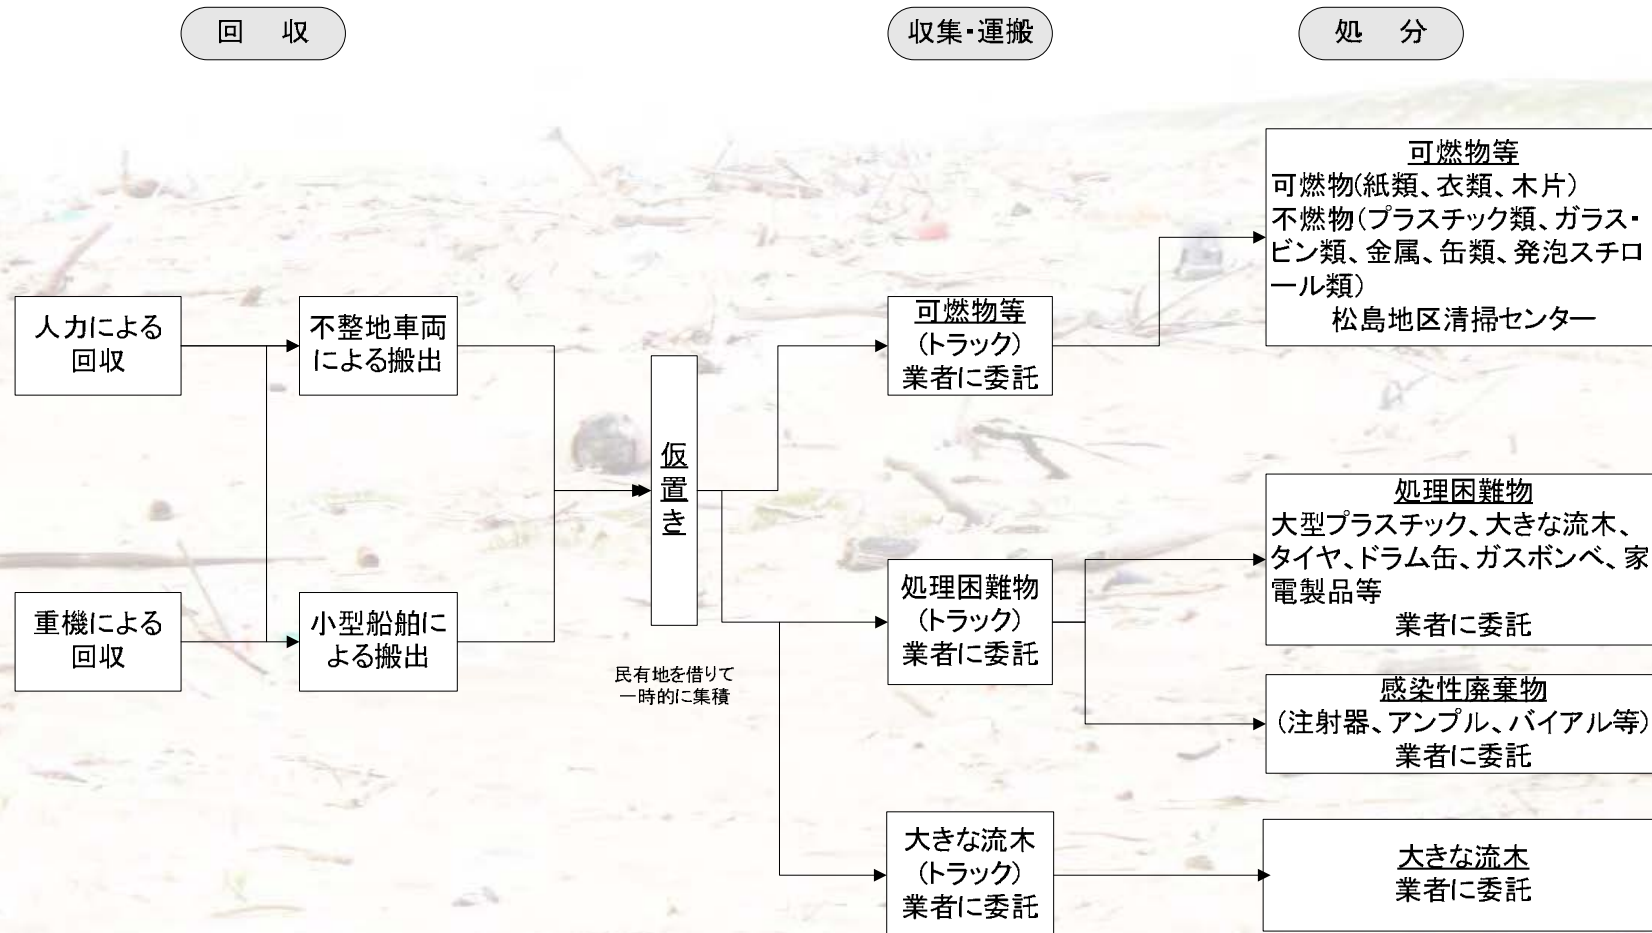 回 収
収集・運搬
処 分
人力による
回収
重機による
回収
不整地車両
による搬出
小型船舶に
よる搬出
仮置き
民有地を借りて
一時的に集積
可燃物等
(トラック)
業者に委託
処理困難物
(トラック)
業者に委託
大きな流木
(トラック)
業者に委託
可燃物等
可燃物(紙類、衣類、木片)
不燃物(プラスチック類、ガラス・
ビン類、金属、缶類、発泡スチロ
ール類)
松島地区清掃センター
処理困難物
大型プラスチック、大きな流木、
タイヤ、ドラム缶、ガスボンベ、家
電製品等
業者に委託
感染性廃棄物
(注射器、アンプル、バイアル等)
業者に委託
大きな流木
業者に委託